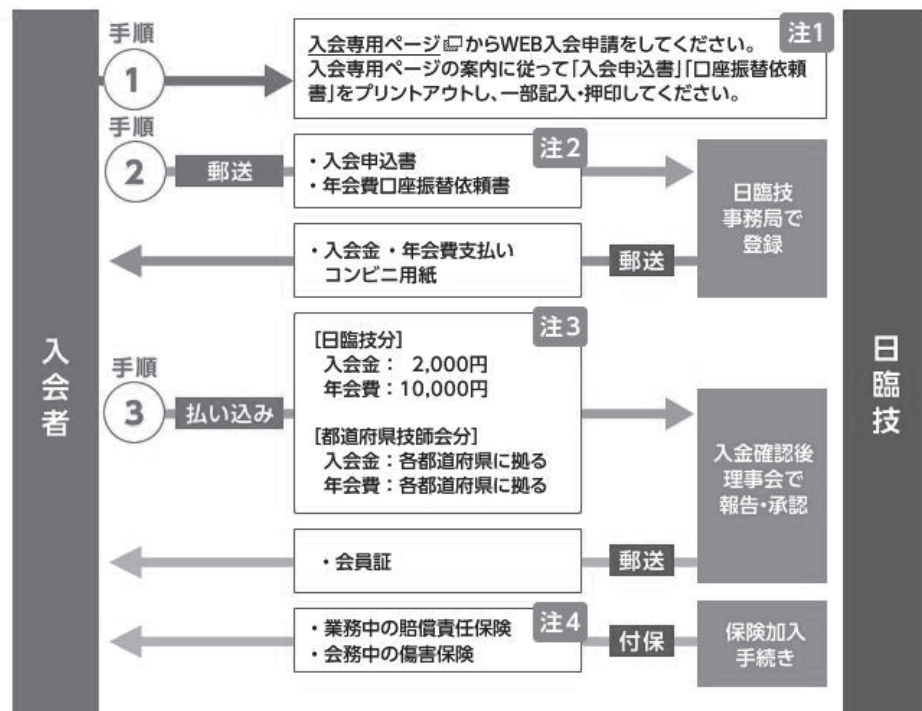 手順
1
入会専用ページからWEB入会申請をしてください。
注1
入会専用ページの案内に従って「入会申込書」「口座振替依頼
書」をプリントアウトし、一部記入・押印してください。
手順
2
郵送
・入会申込書
・年会費口座振替依頼書
注2
日臨技
事務局で
登録
・入会金・年会費支払い
コンビニ用紙
郵送
入会者
日臨技
手順
3
払い込み
[日臨技分]
入会金： 2,000円
年会費：10,000円
[都道府県技師会分]
入会金：各都道府県に拠る
年会費：各都道府県に拠る
注3
入金確認後
理事会で
報告・承認
・会員証
郵送
・業務中の賠償責任保険
・会務中の傷害保険
注4
付保
保険加入
手続き